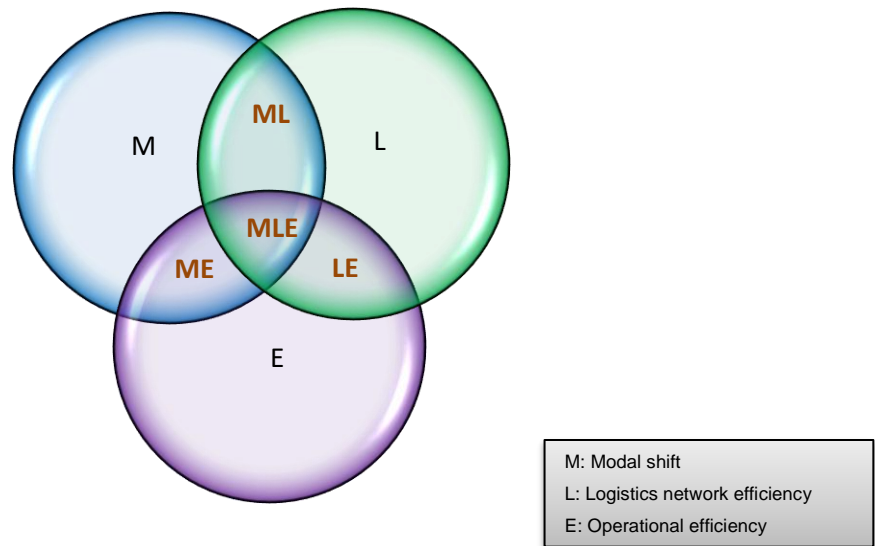 ML
M
L
MLE
ME
LE
E
M: Modal shift
L: Logistics network efficiency
E: Operational efficiency